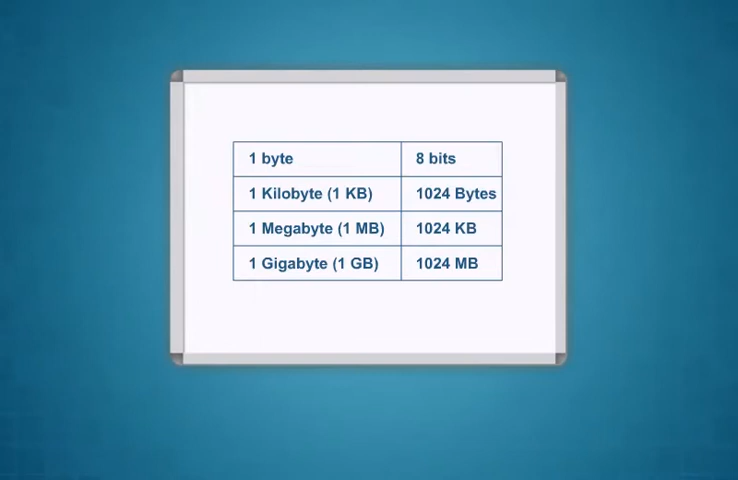 1 byte 8 bits
1 Kilobyte (1 KB) 1024 Bytes
1 Megabyte (1 MB) 1024 KB
1 Gigabyte (1 GB) 1024 MB